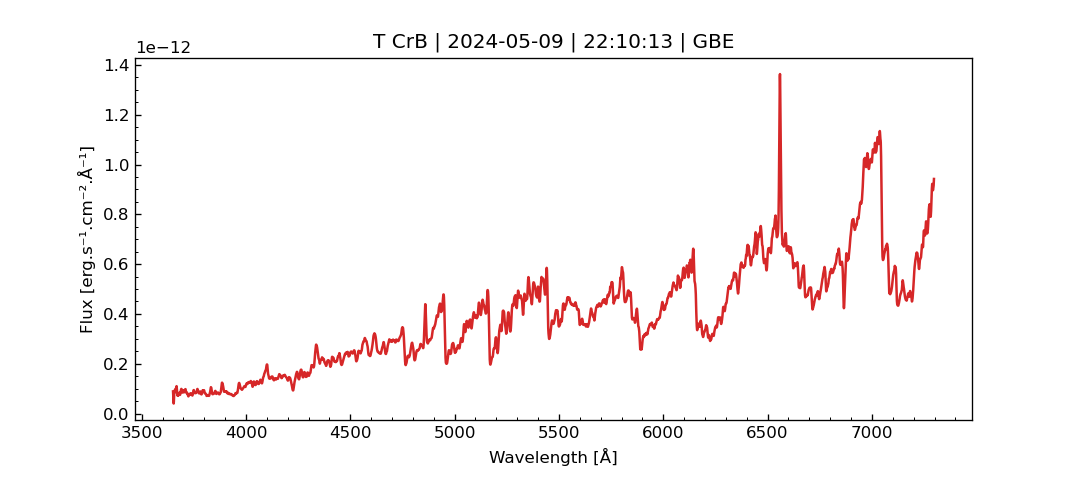 T CrB | 2024-05-09 | 22:10:13 | GBE
1e−12
1.4
1.2
1.0
0.8
0.6
0.4
0.2
0.0
Flux [erg.s⁻¹.cm⁻².Å⁻¹]
3500 4000 4500 5000 5500 6000 6500 7000
Wavelength [Å]